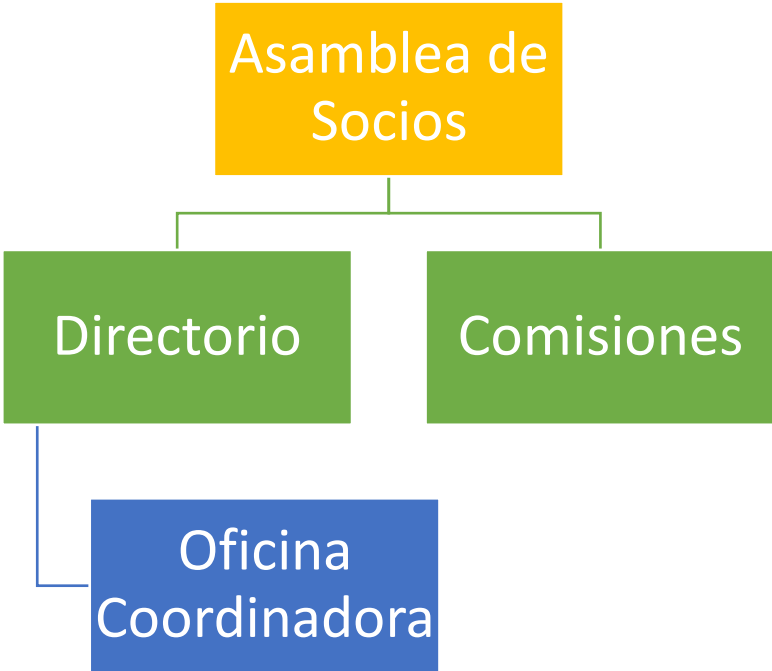 Asamblea de
Socios
Directorio
Comisiones
Oficina
Coordinadora